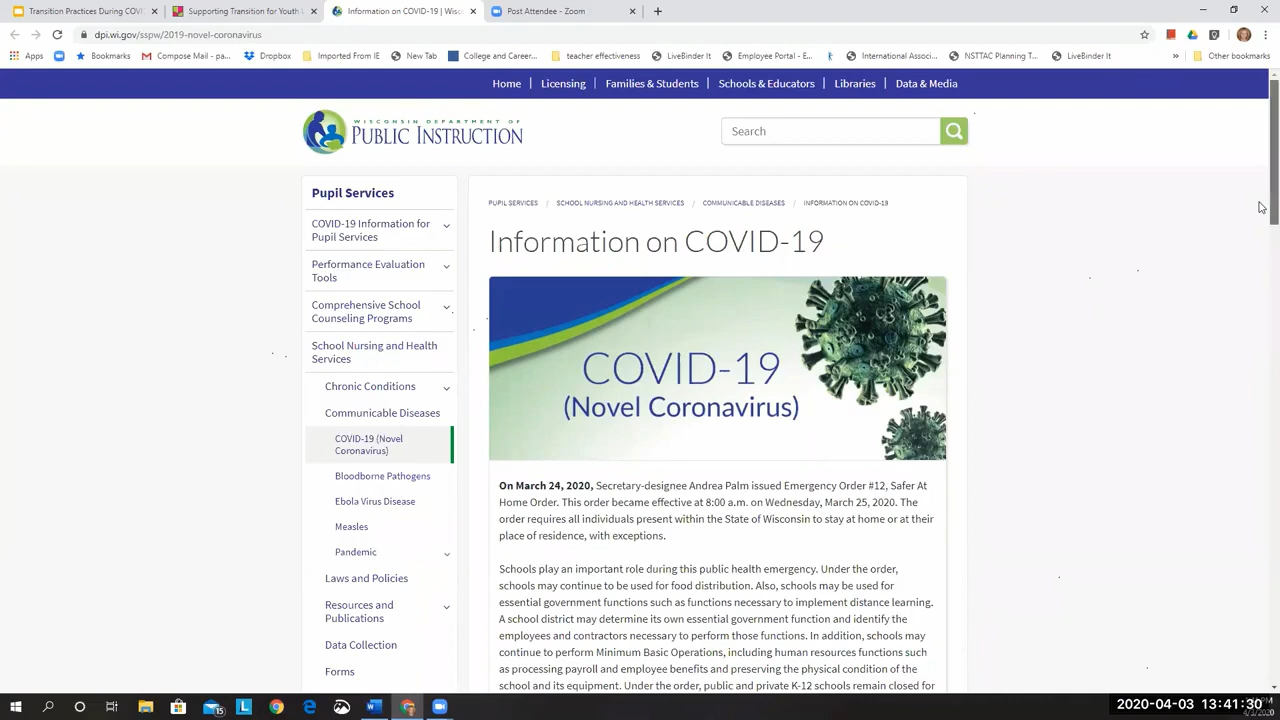 Transition Practices During COVI
Supporting Transition for Youth
Information on COVID-19 | Wisc
Post Attendee - Zoom
dpi.wi.gov/sspw/2019-novel-coronavirus
Apps
Bookmarks
Compose Mail - pa...
Dropbox
Imported From IE
New Tab
College and Career...
teacher effectiveness
LiveBinder It
Employee Portal - E...
International Associ...
NSTTAC Planning T...
LiveBinder It
»
Other bookmarks
Home | Licensing | Families & Students | Schools & Educators | Libraries | Data & Media
WISCONSIN DEPARTMENT OF
PUBLIC INSTRUCTION
Search
Pupil Services
COVID-19 Information for
Pupil Services
Performance Evaluation
Tools
Comprehensive School
Counseling Programs
School Nursing and Health
Services
Chronic Conditions
Communicable Diseases
COVID-19 (Novel
Coronavirus)
Bloodborne Pathogens
Ebola Virus Disease
Measles
Pandemic
Laws and Policies
Resources and
Publications
Data Collection
Forms
PUPIL SERVICES / SCHOOL NURSING AND HEALTH SERVICES / COMMUNICABLE DISEASES / INFORMATION ON COVID-19
Information on COVID-19
COVID-19
(Novel Coronavirus)
On March 24, 2020, Secretary-designee Andrea Palm issued Emergency Order #12, Safer At
Home Order. This order became effective at 8:00 a.m. on Wednesday, March 25, 2020. The
order requires all individuals present within the State of Wisconsin to stay at home or at their
place of residence, with exceptions.
Schools play an important role during this public health emergency. Under the order,
schools may continue to be used for food distribution. Also, schools may be used for
essential government functions such as functions necessary to implement distance learning.
A school district may determine its own essential government function and identify the
employees and contractors necessary to perform those functions. In addition, schools may
continue to perform Minimum Basic Operations, including human resources functions such
as processing payroll and employee benefits and preserving the physical condition of the
school and its equipment. Under the order, public and private K-12 schools remain closed for
2020-04-03 13:41:30